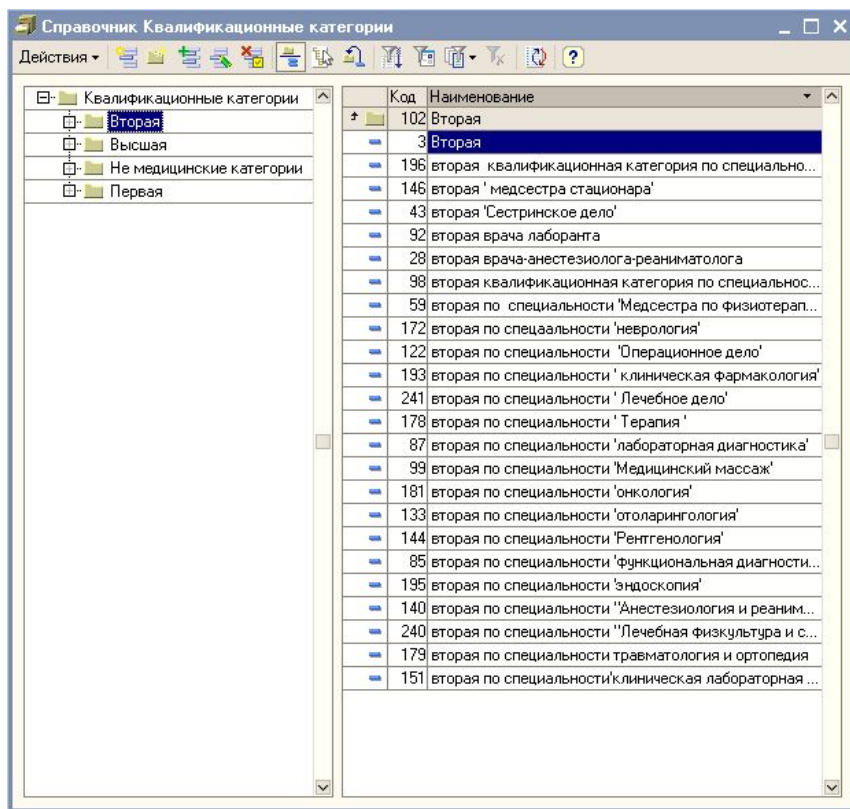 Справочник Квалификационные категории
Действия
Квалификационные категории
Вторая
Высшая
Не медицинские категории
Первая
Код Наименование
102 Вторая
3 Вторая
196 вторая квалификационная категория по специально...
146 вторая ' медсестра стационара'
43 вторая 'Сестринское дело'
92 вторая врача лаборанта
28 вторая врача-анестезиолога-реаниматолога
98 вторая квалификационная категория по специальнос...
59 вторая по  специальности 'Медсестра по физиотерап...
172 вторая по спецаальности 'неврология'
122 вторая по специальности  'Операционное дело'
193 вторая по специальности ' клиническая фармакология'
241 вторая по специальности ' Лечебное дело'
178 вторая по специальности ' Терапия '
87 вторая по специальности 'лабораторная диагностика'
99 вторая по специальности 'Медицинский массаж'
181 вторая по специальности 'онкология'
133 вторая по специальности 'отоларингология'
144 вторая по специальности 'Рентгенология'
85 вторая по специальности 'функциональная диагности...
195 вторая по специальности 'эндоскопия'
140 вторая по специальности ''Анестезиология и реаним...
240 вторая по специальности ''Лечебная физкультура и с...
179 вторая по специальности травматология и ортопедия
151 вторая по специальности'клиническая лабораторная ...